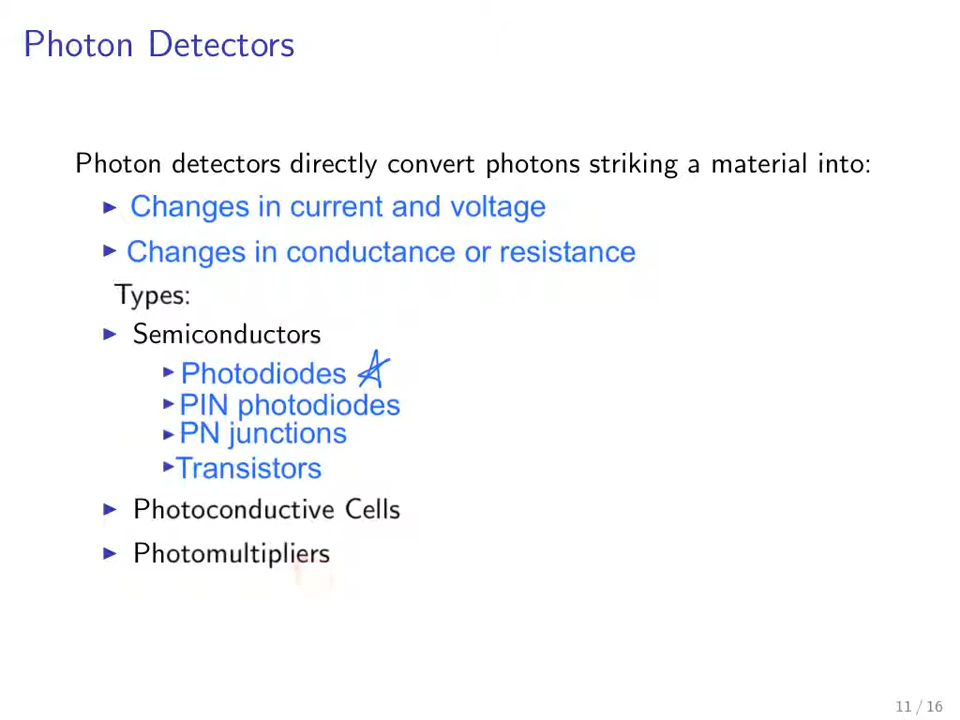 Photon Detectors
Photon detectors directly convert photons striking a material into:
Changes in current and voltage
Changes in conductance or resistance
Types:
Semiconductors
Photodiodes
PIN photodiodes
PN junctions
Transistors
Photoconductive Cells
Photomultipliers
11 / 16